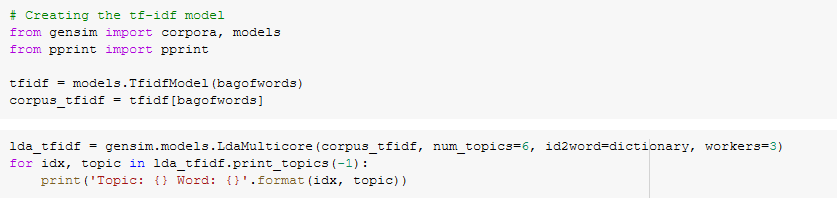 # Creating the tf-idf model
from gensim import corpora, models
from pprint import pprint
tfidf = models.TfidfModel(bagofwords)
corpus_tfidf = tfidf[bagofwords]
lda_tfidf = gensim.models.LdaMulticore(corpus_tfidf, num_topics=6, id2word=dictionary, workers=3)
for idx, topic in lda_tfidf.print_topics(-1):
    print('Topic: {} Word: {}'.format(idx, topic))